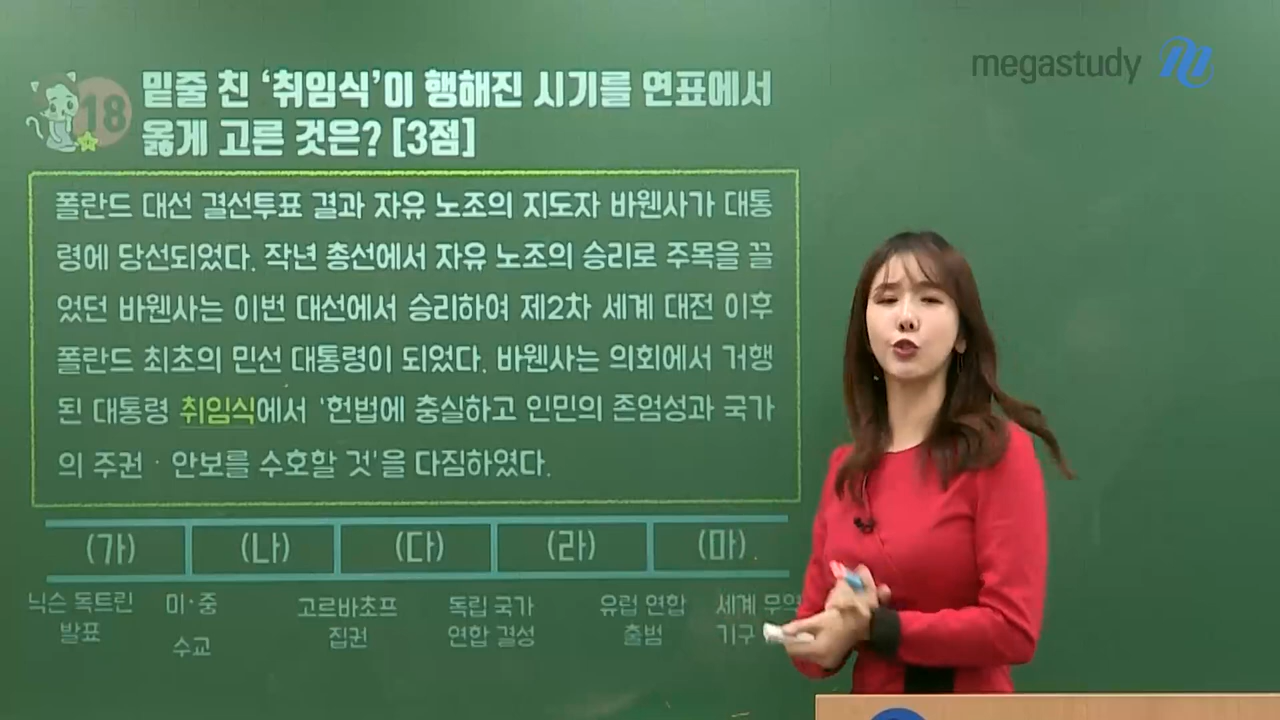 megastudy
18 밑줄 친 ‘취임식’이 행해진 시기를 연표에서
옳게 고른 것은? [3점]
폴란드 대선 결선투표 결과 자유 노조의 지도자 바웬사가 대통
령에 당선되었다. 작년 총선에서 자유 노조의 승리로 주목을 끌
었던 바웬사는 이번 대선에서 승리하여 제2차 세계 대전 이후
폴란드 최초의 민선 대통령이 되었다. 바웬사는 의회에서 거행
된 대통령 취임식에서 '헌법에 충실하고 인민의 존엄성과 국가
의 주권 · 안보를 수호할 것'을 다짐하였다.
(가) (나) (다) (라) (마)
닉슨 독트린 미·중 고르바초프 독립 국가 유럽 연합 세계 무역
발표 수교 집권 연합 결성 출범 기구